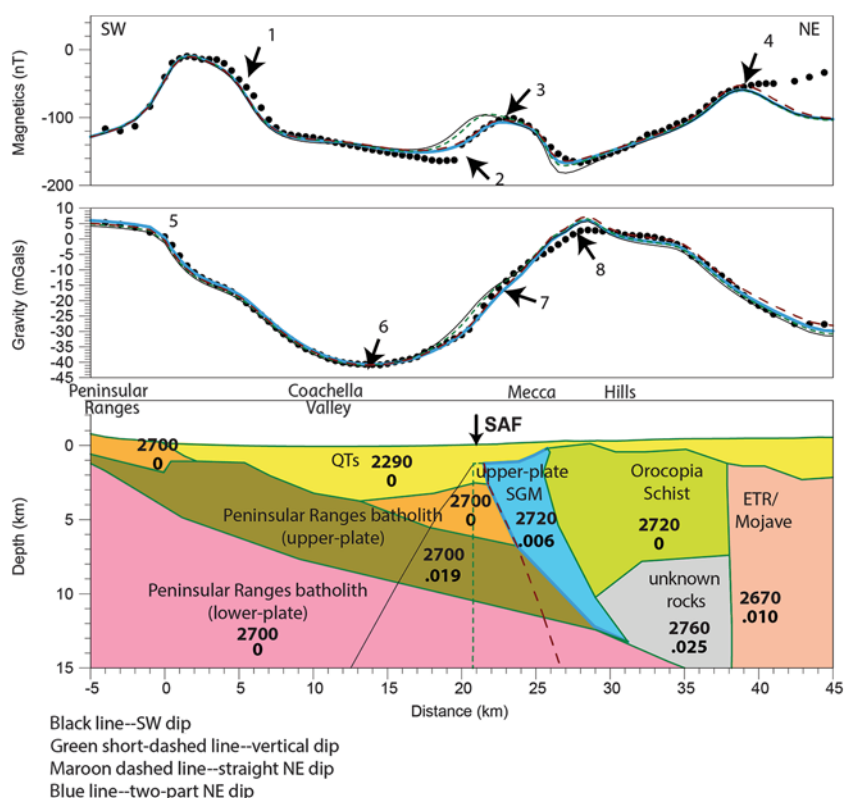 SW
NE
1
2
3
4
Magnetics (nT)
0
-100
-200
Gravity (mGals)
10
5
0
-5
-10
-15
-20
-25
-30
-35
-40
-45
5
6
7
8
Peninsular
Ranges
Coachella
Valley
Mecca
Hills
SAF
Depth (km)
0
5
10
15
2700
0
QTs
2290
0
upper-plate
SGM
2720
.006
Orocopia
Schist
2720
0
ETR/
Mojave
2670
.010
2700
0
Peninsular Ranges batholith
(upper-plate)
2700
.019
Peninsular Ranges batholith
(lower-plate)
2700
0
unknown
rocks
2760
.025
-5
0
5
10
15
20
25
30
35
40
45
Distance (km)
Black line--SW dip
Green short-dashed line--vertical dip
Maroon dashed line--straight NE dip
Blue line--two-part NE dip